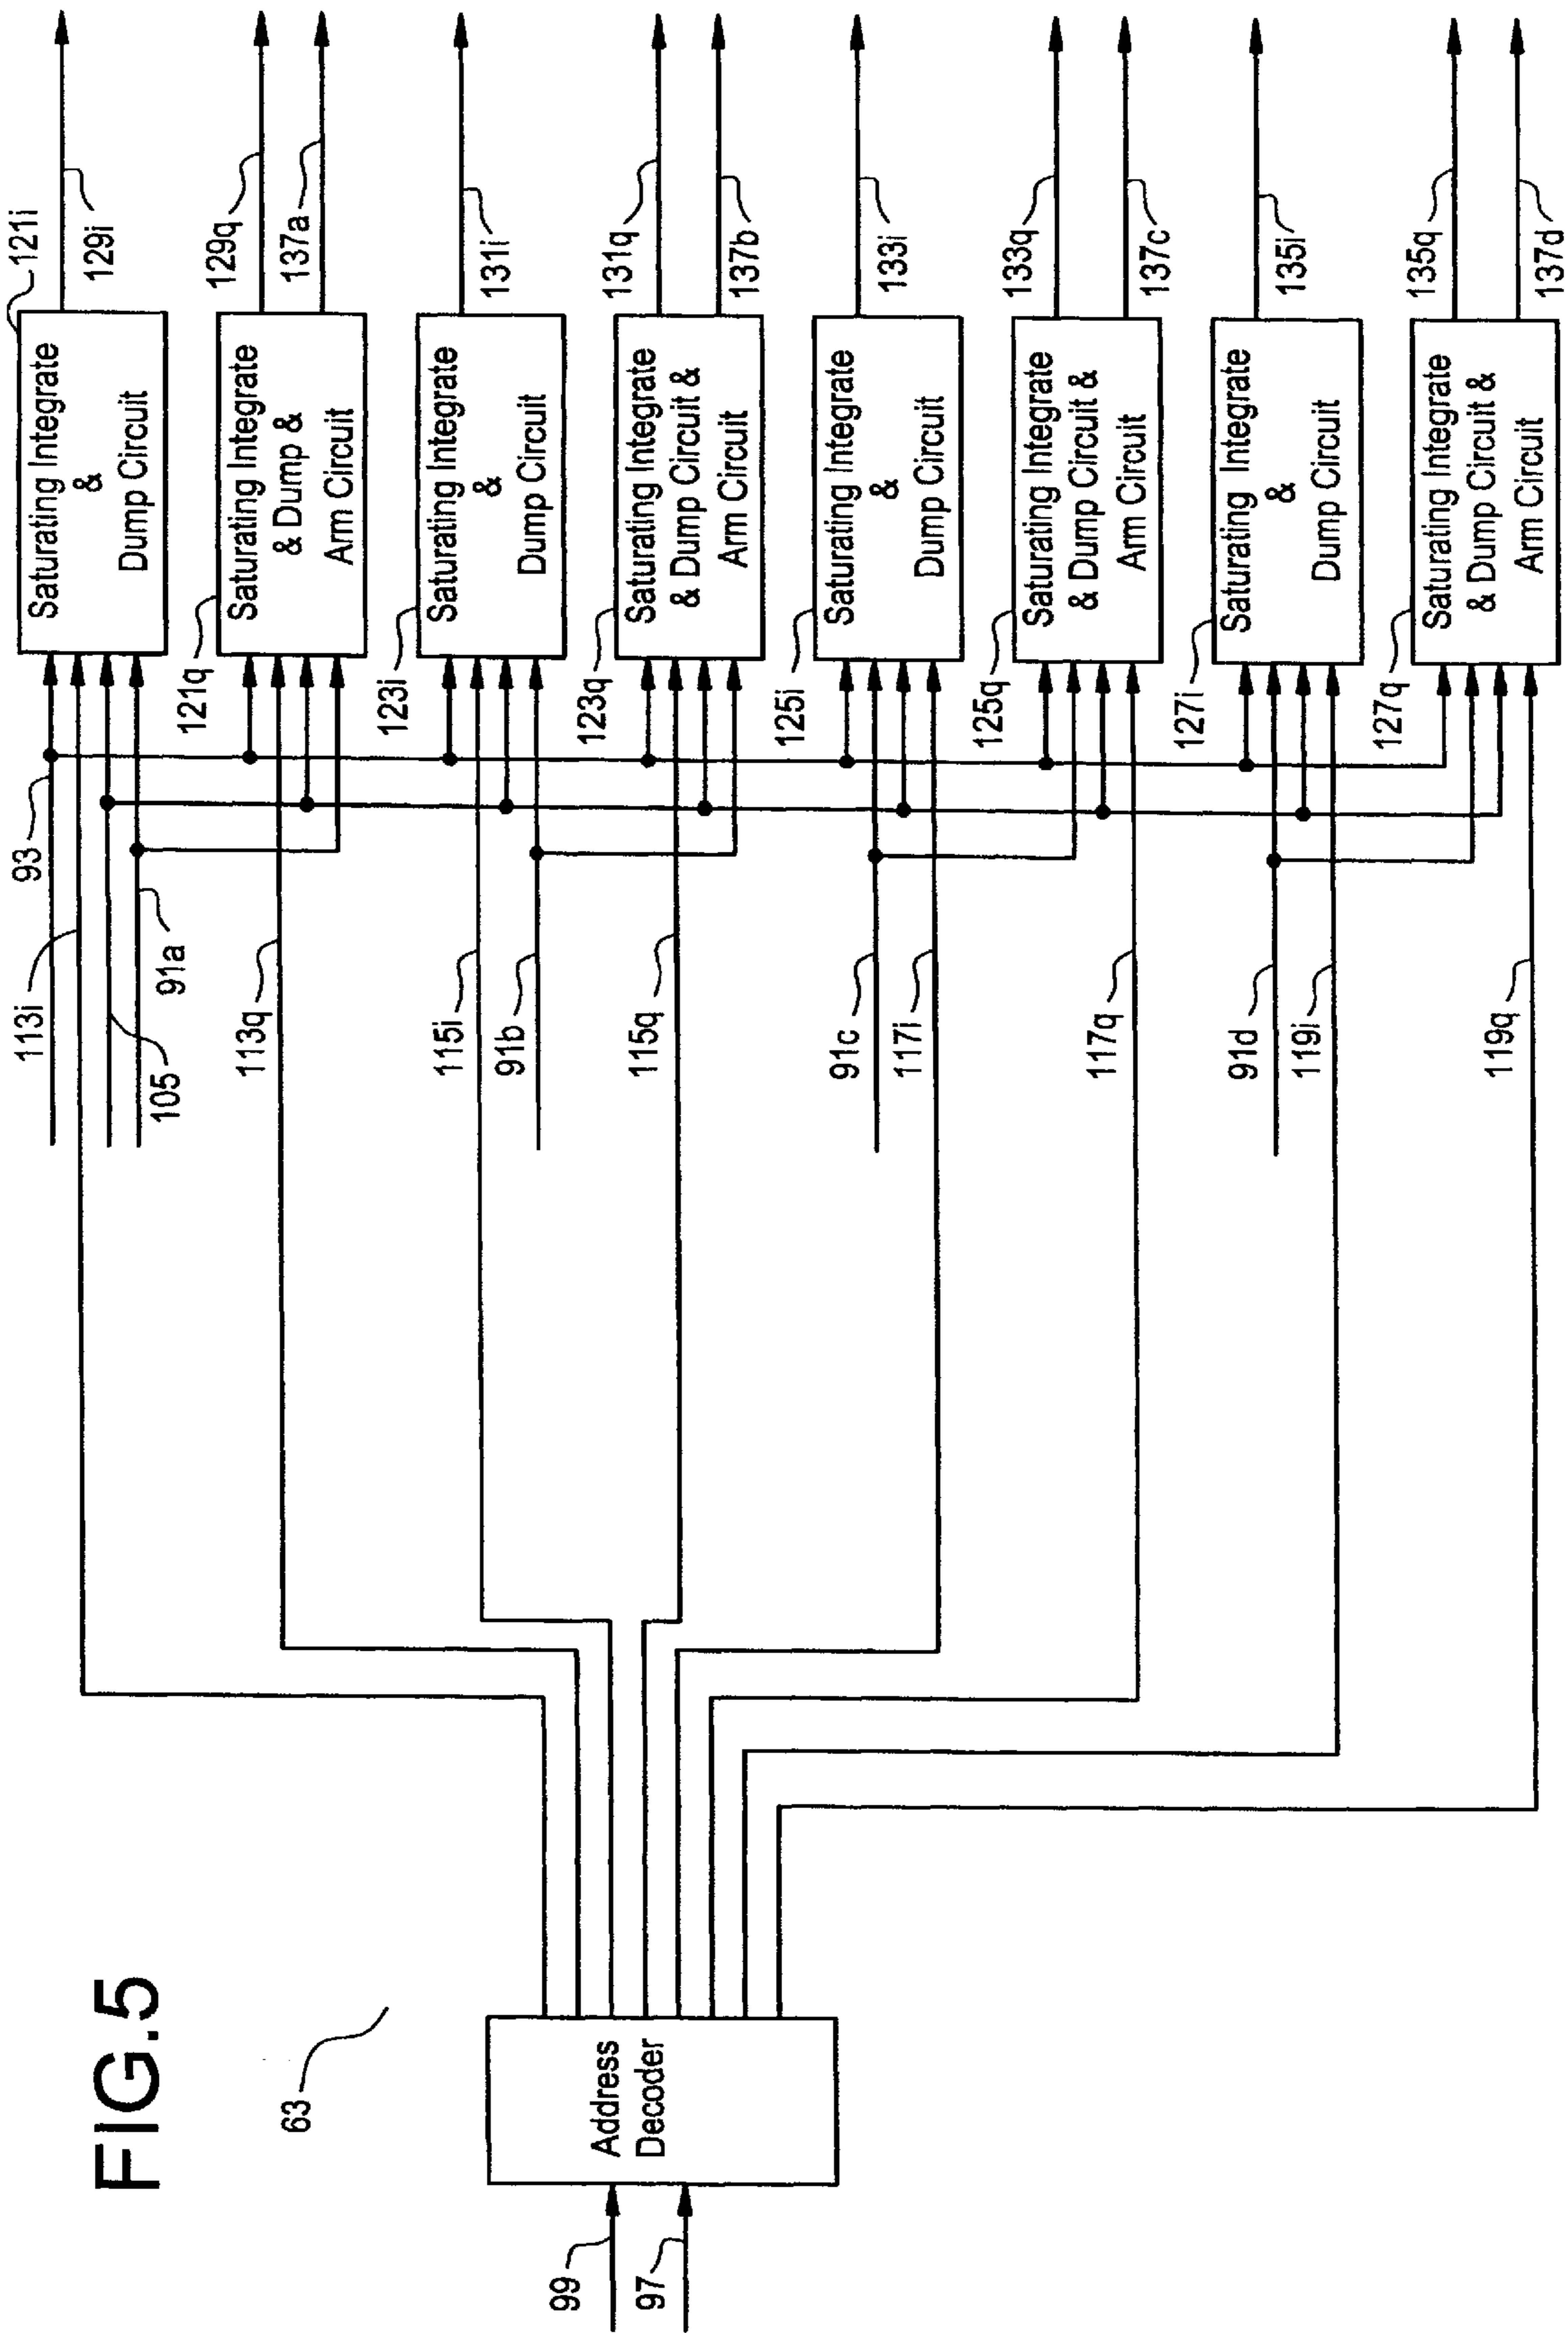 FIG.5
63
99
97
Address
Decoder
93
113i
105
91a
113q
115i
91b
115q
91c
117i
117q
91d
119i
119q
121i
Saturating Integrate
&
Dump Circuit
129i
121q
Saturating Integrate
& Dump &
Arm Circuit
129q
137a
123i
Saturating Integrate
&
Dump Circuit
131i
123q
Saturating Integrate
& Dump Circuit &
Arm Circuit
131q
137b
125i
Saturating Integrate
&
Dump Circuit
133i
125q
Saturating Integrate
& Dump Circuit &
Arm Circuit
133q
137c
127i
Saturating Integrate
&
Dump Circuit
135i
127q
Saturating Integrate
& Dump Circuit &
Arm Circuit
135q
137d